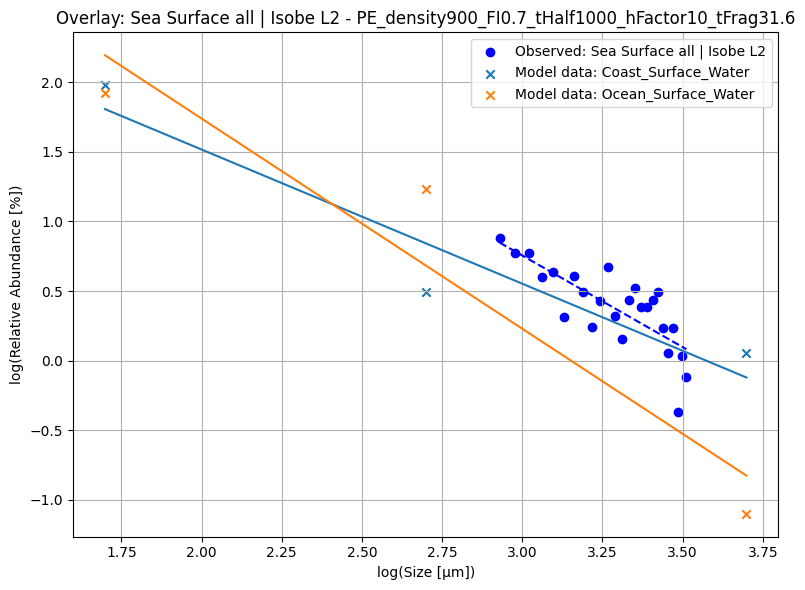 Overlay: Sea Surface all | Isobe L2 - PE_density900_FI0.7_tHalf1000_hFactor10_tFrag31.6
Observed: Sea Surface all | Isobe L2
Model data: Coast_Surface_Water
Model data: Ocean_Surface_Water
log(Relative Abundance [%])
2.0
1.5
1.0
0.5
0.0
−0.5
−1.0
1.75 2.00 2.25 2.50 2.75 3.00 3.25 3.50 3.75
log(Size [μm])